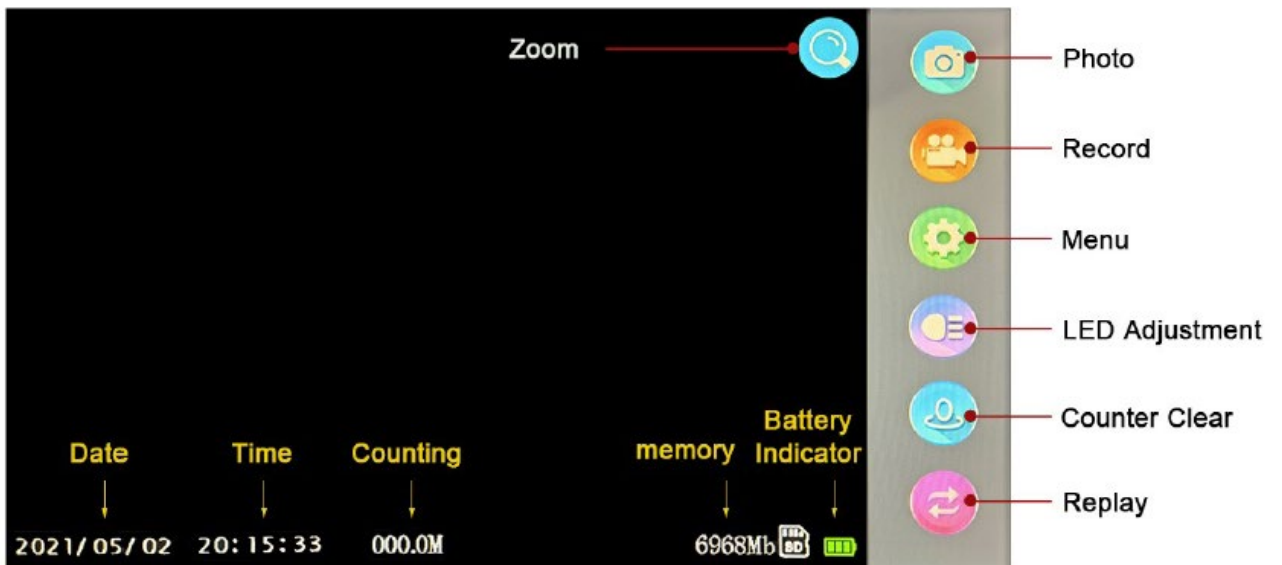 Zoom
Photo
Record
Menu
LED Adjustment
Counter Clear
Replay
Date
Time
Counting
memory
Battery
Indicator
2021/05/02 20:15:33 000.0M 6968Mb SD
0